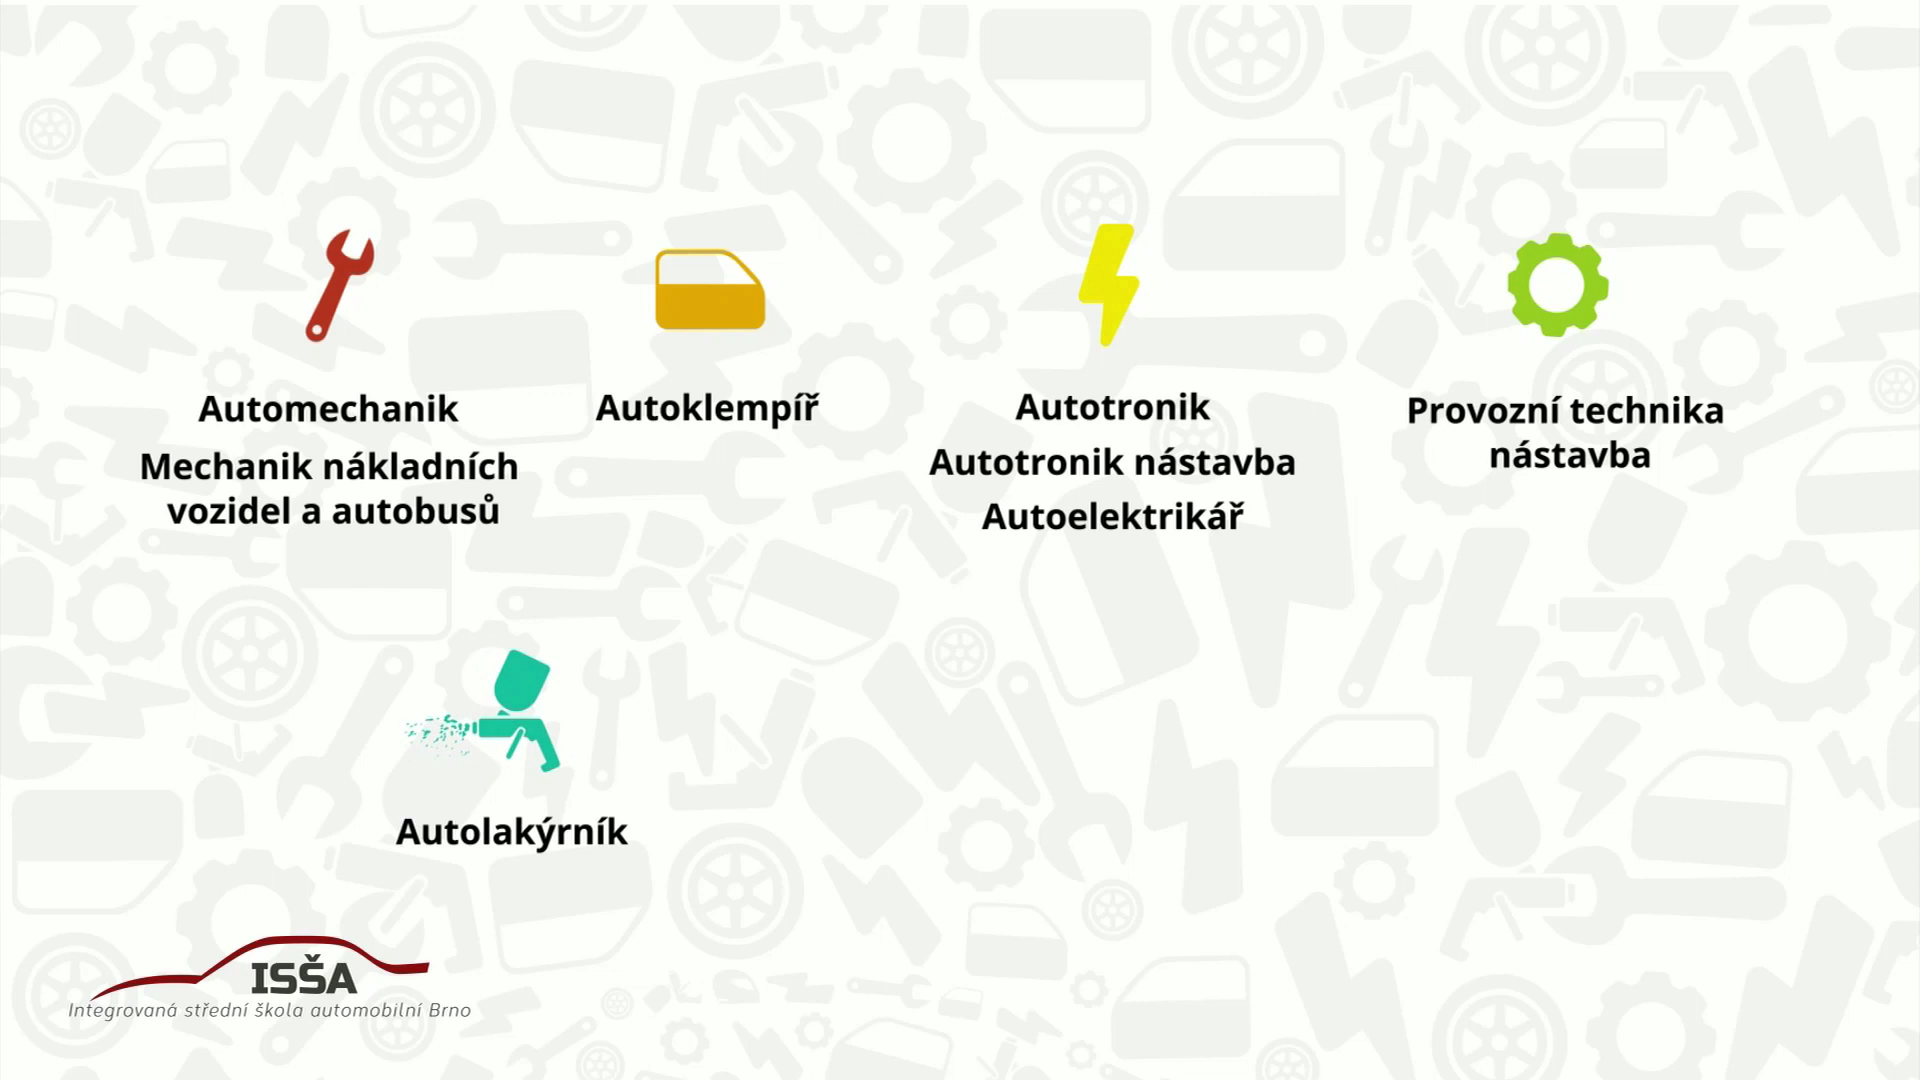 Automechanik
Mechanik nákladních
vozidel a autobusů
Autoklempíř
Autotronik
Autotronik nástavba
Autoelektrikář
Provozní technika
nástavba
Autolakýrník
ISŠA
Integrovaná střední škola automobilní Brno